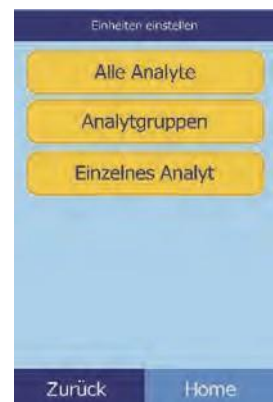 Einheiten einstellen
Alle Analyte
Analytgruppen
Einzelnes Analyt
Zurück Home